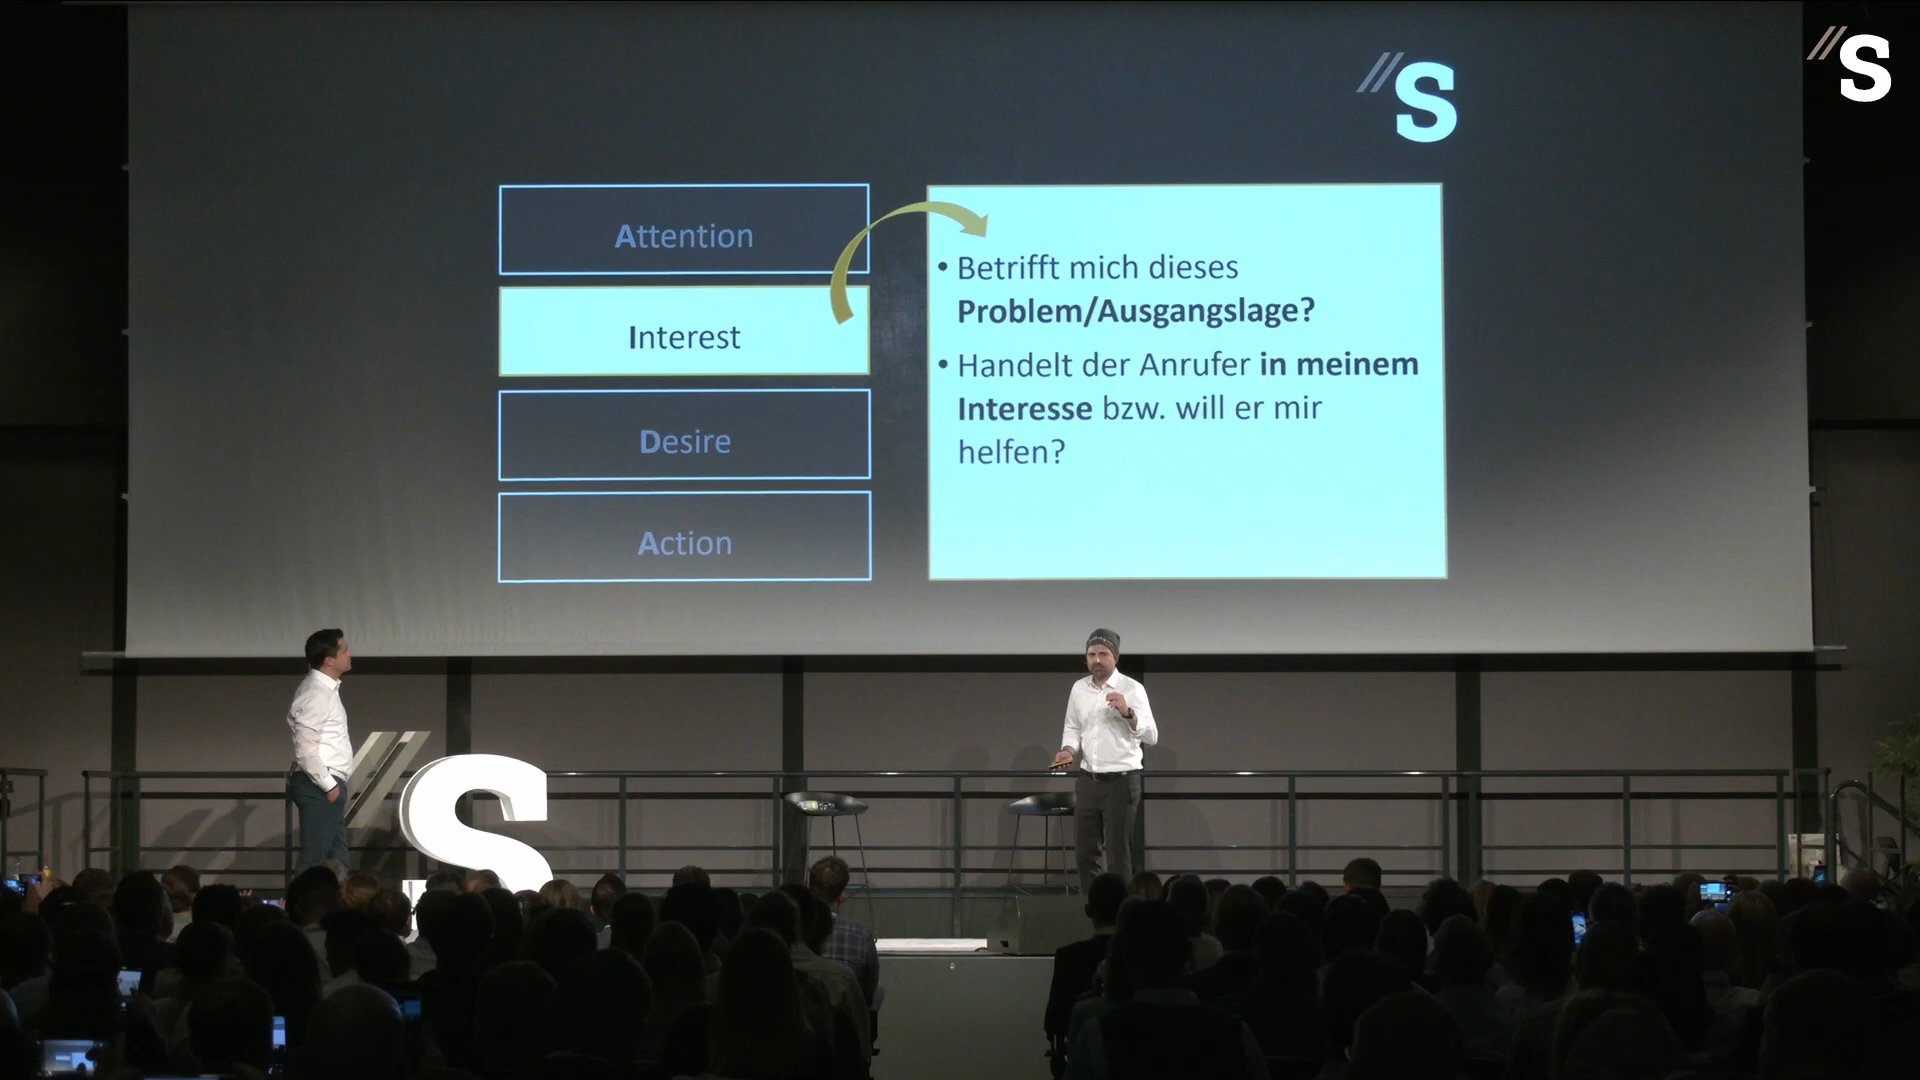 //S
//S
Attention
Interest
Desire
Action
• Betrifft mich dieses
Problem/Ausgangslage?
• Handelt der Anrufer in meinem
Interesse bzw. will er mir
helfen?
//S